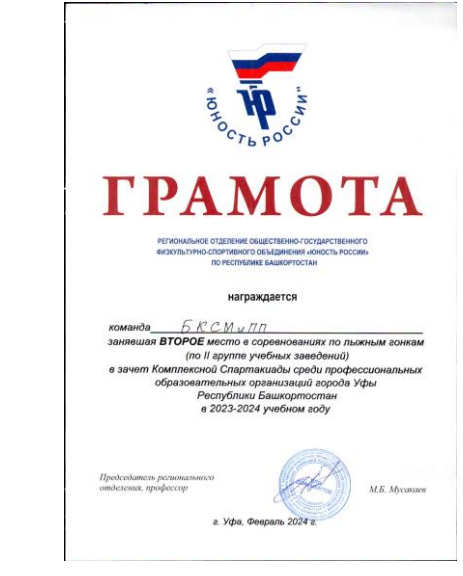 «ЮНОСТЬ РОССИИ»
ГРАМОТА
РЕГИОНАЛЬНОЕ ОТДЕЛЕНИЕ ОБЩЕСТВЕННО-ГОСУДАРСТВЕННОГО
ФИЗКУЛЬТУРНО-СПОРТИВНОГО ОБЪЕДИНЕНИЯ «ЮНОСТЬ РОССИИ»
ПО РЕСПУБЛИКЕ БАШКОРТОСТАН
награждается
команда БКСМиПП
занявшая ВТОРОЕ место в соревнованиях по лыжным гонкам
(по II группе учебных заведений)
в зачет Комплексной Спартакиады среди профессиональных
образовательных организаций города Уфы
Республики Башкортостан
в 2023-2024 учебном году
Председатель регионального
отделения, профессор
М.Б. Мусакаев
г. Уфа, Февраль 2024 г.